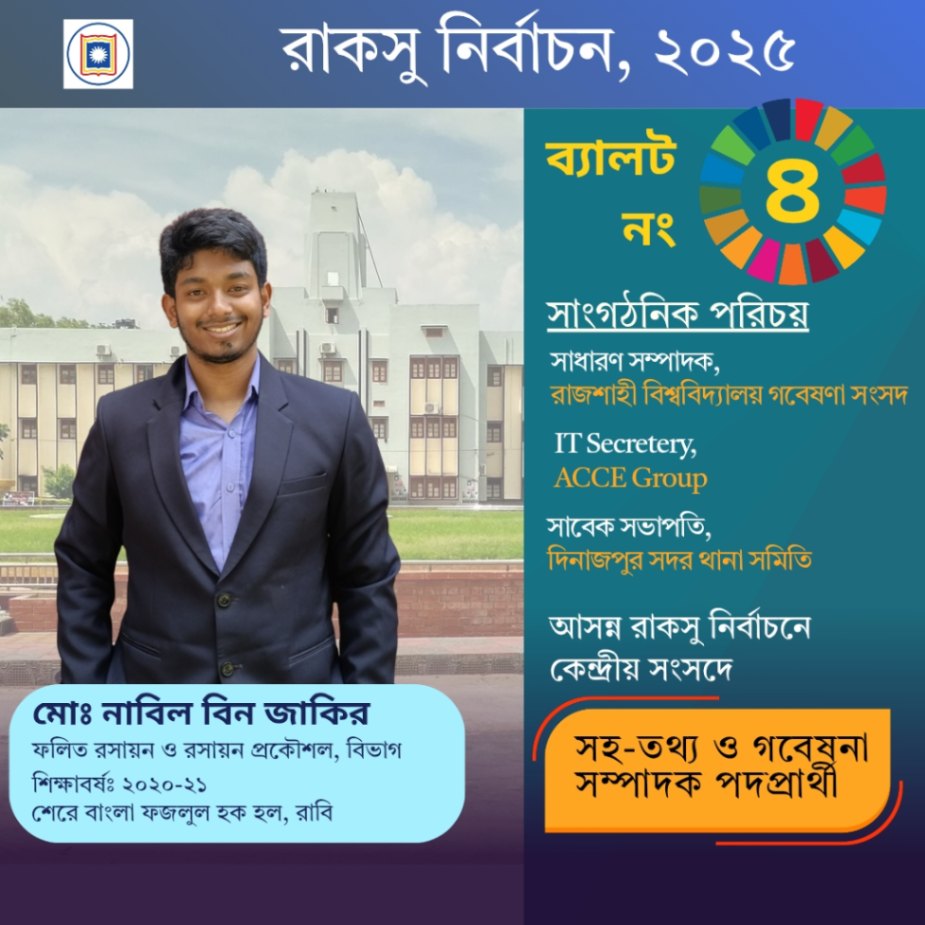 রাকসু নির্বাচন, ২০২৫
ব্যালট
নং
৪
সাংগঠনিক পরিচয়
সাধারণ সম্পাদক,
রাজশাহী বিশ্ববিদ্যালয় গবেষণা সংসদ
IT Secretery,
ACCE Group
সাবেক সভাপতি,
দিনাজপুর সদর থানা সমিতি
আসন্ন রাকসু নির্বাচনে
কেন্দ্রীয় সংসদে
সহ-তথ্য ও গবেষনা
সম্পাদক পদপ্রার্থী
মোঃ নাবিল বিন জাকির
ফলিত রসায়ন ও রসায়ন প্রকৌশল, বিভাগ
শিক্ষাবর্ষঃ ২০২০-২১
শেরে বাংলা ফজলুল হক হল, রাবি